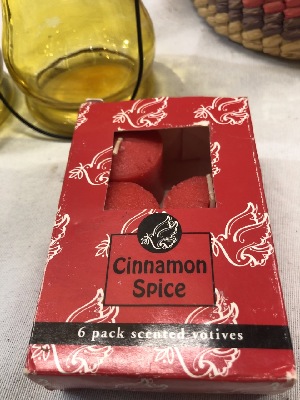 Cinnamon
Spice
6 pack scented votives